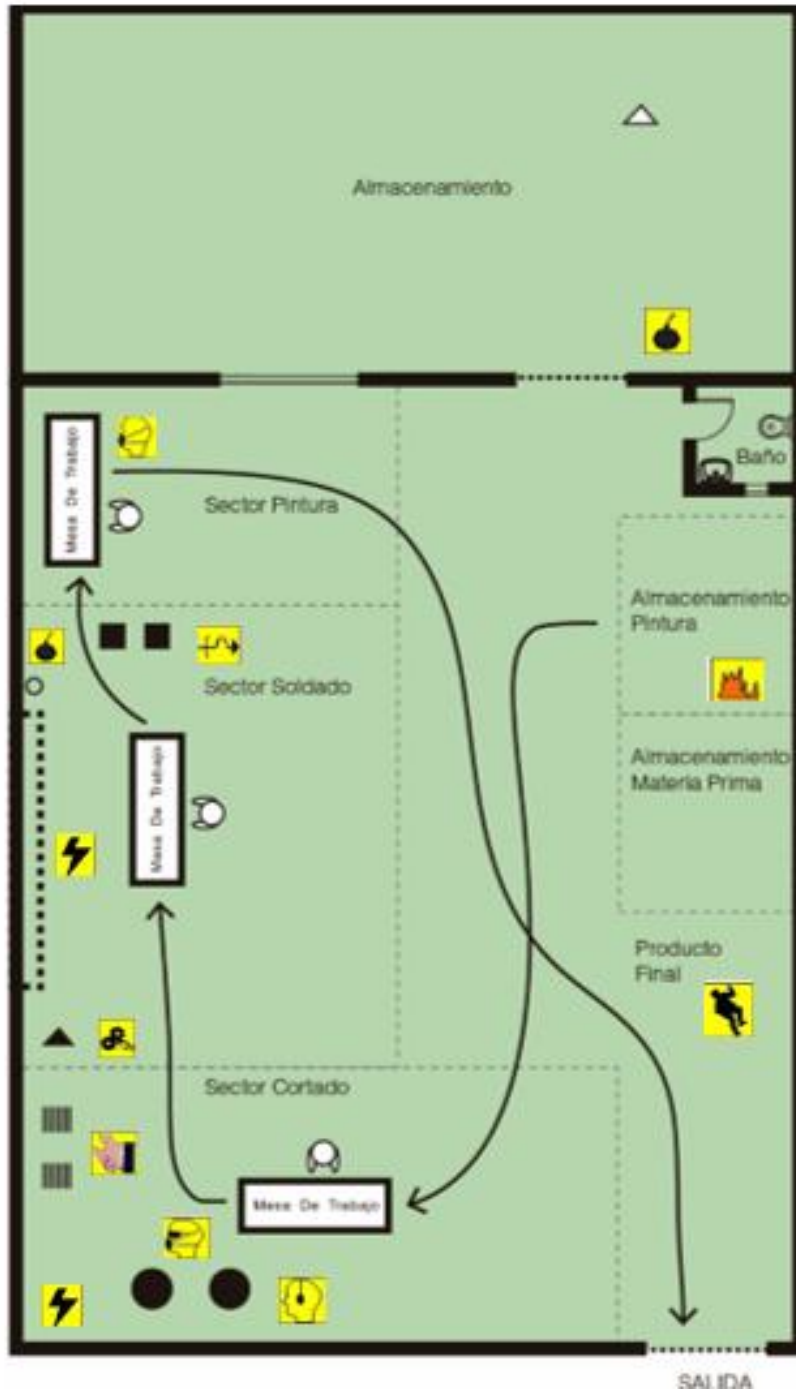 Almacenamiento
Mesa De Trabajo
Sector Pintura
Baño
Almacenamiento
Pintura
Sector Soldado
Mesa De Trabajo
Almacenamiento
Materia Prima
Producto
Final
Sector Cortado
Mesa De Trabajo
SALIDA